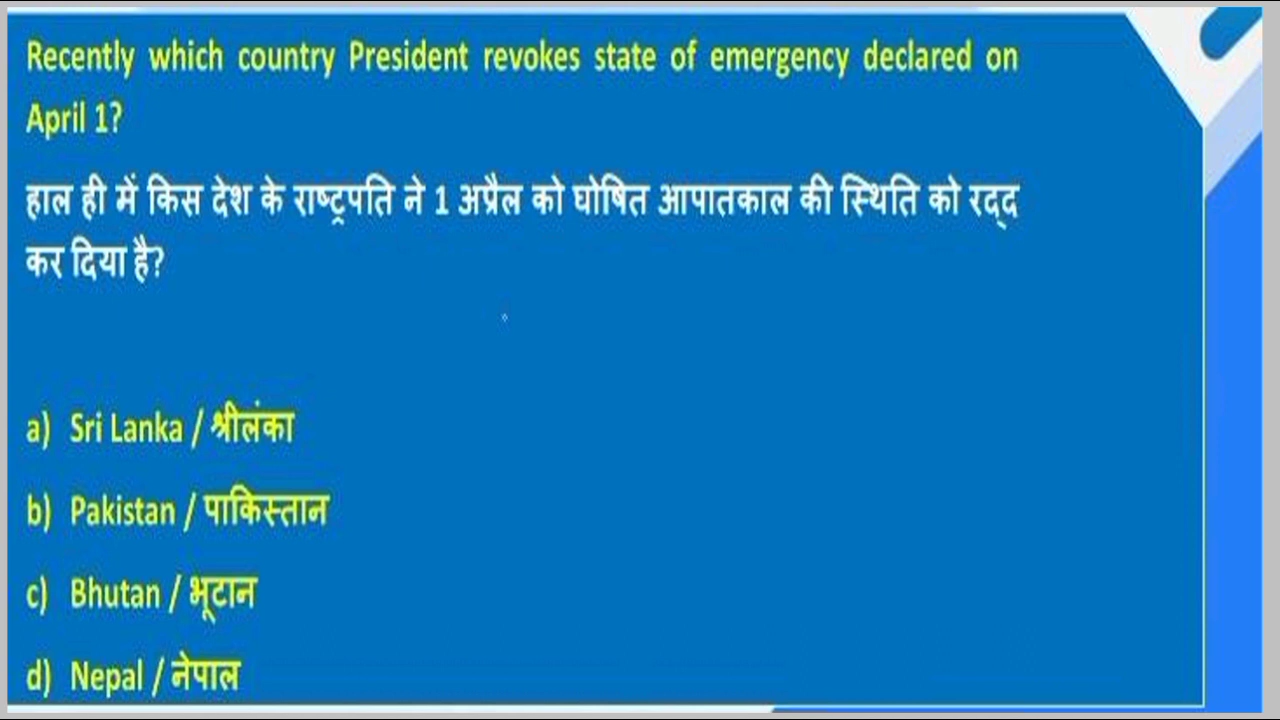 Recently which country President revokes state of emergency declared on
April 1?
हाल ही में किस देश के राष्ट्रपति ने 1 अप्रैल को घोषित आपातकाल की स्थिति को रद्द
कर दिया है?
a) Sri Lanka / श्रीलंका
b) Pakistan / पाकिस्तान
c) Bhutan / भूटान
d) Nepal / नेपाल